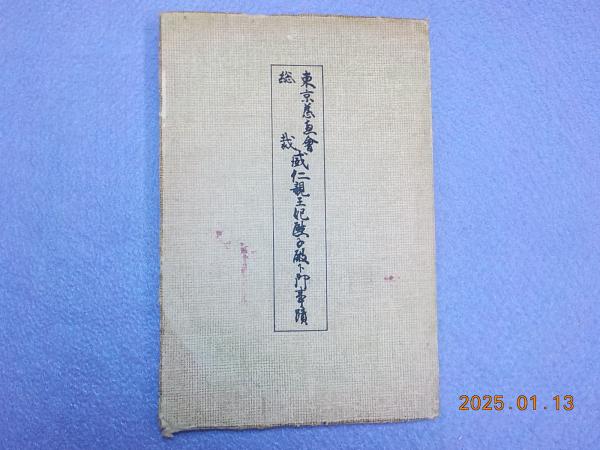 東京慈恵會
総裁
威仁親王妃慰子殿下御事蹟
2025.01.13